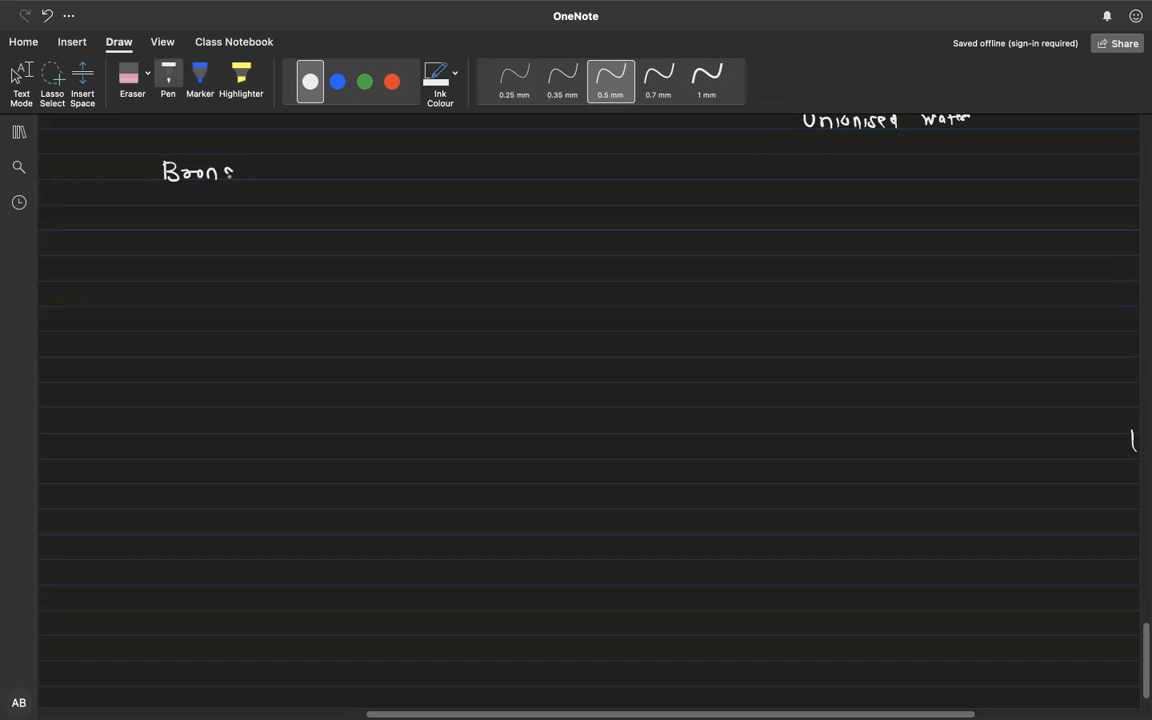 OneNote
Home Insert Draw View Class Notebook
Saved offline (sign-in required)
Share
Text Mode
Lasso Select
Insert Space
Eraser
Pen
Marker
Highlighter
Ink Colour
0.25 mm
0.35 mm
0.5 mm
0.7 mm
1 mm
Unionised water
AB